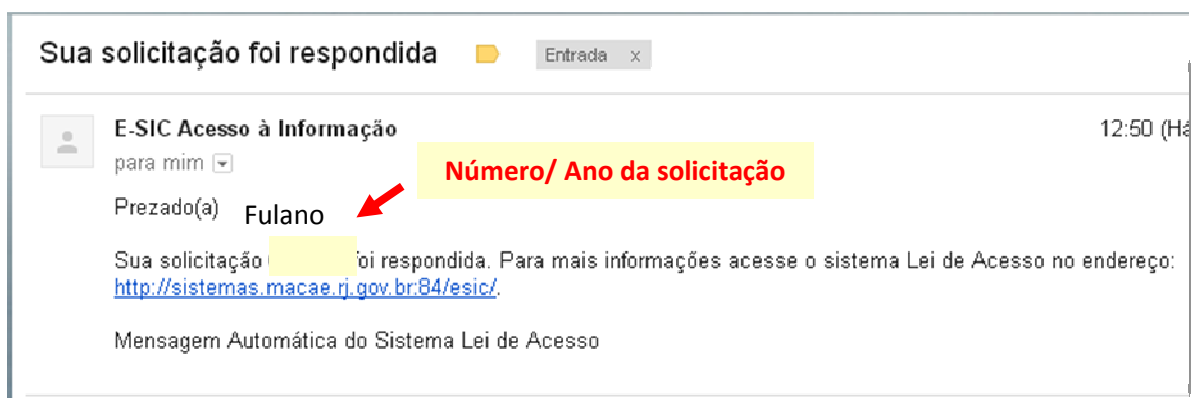 Sua solicitação foi respondida Entrada x
E-SIC Acesso à Informação 12:50 (Há
para mim
Número/ Ano da solicitação
Prezado(a) Fulano
Sua solicitação foi respondida. Para mais informações acesse o sistema Lei de Acesso no endereço:
http://sistemas.macae.rj.gov.br:84/esic/.
Mensagem Automática do Sistema Lei de Acesso